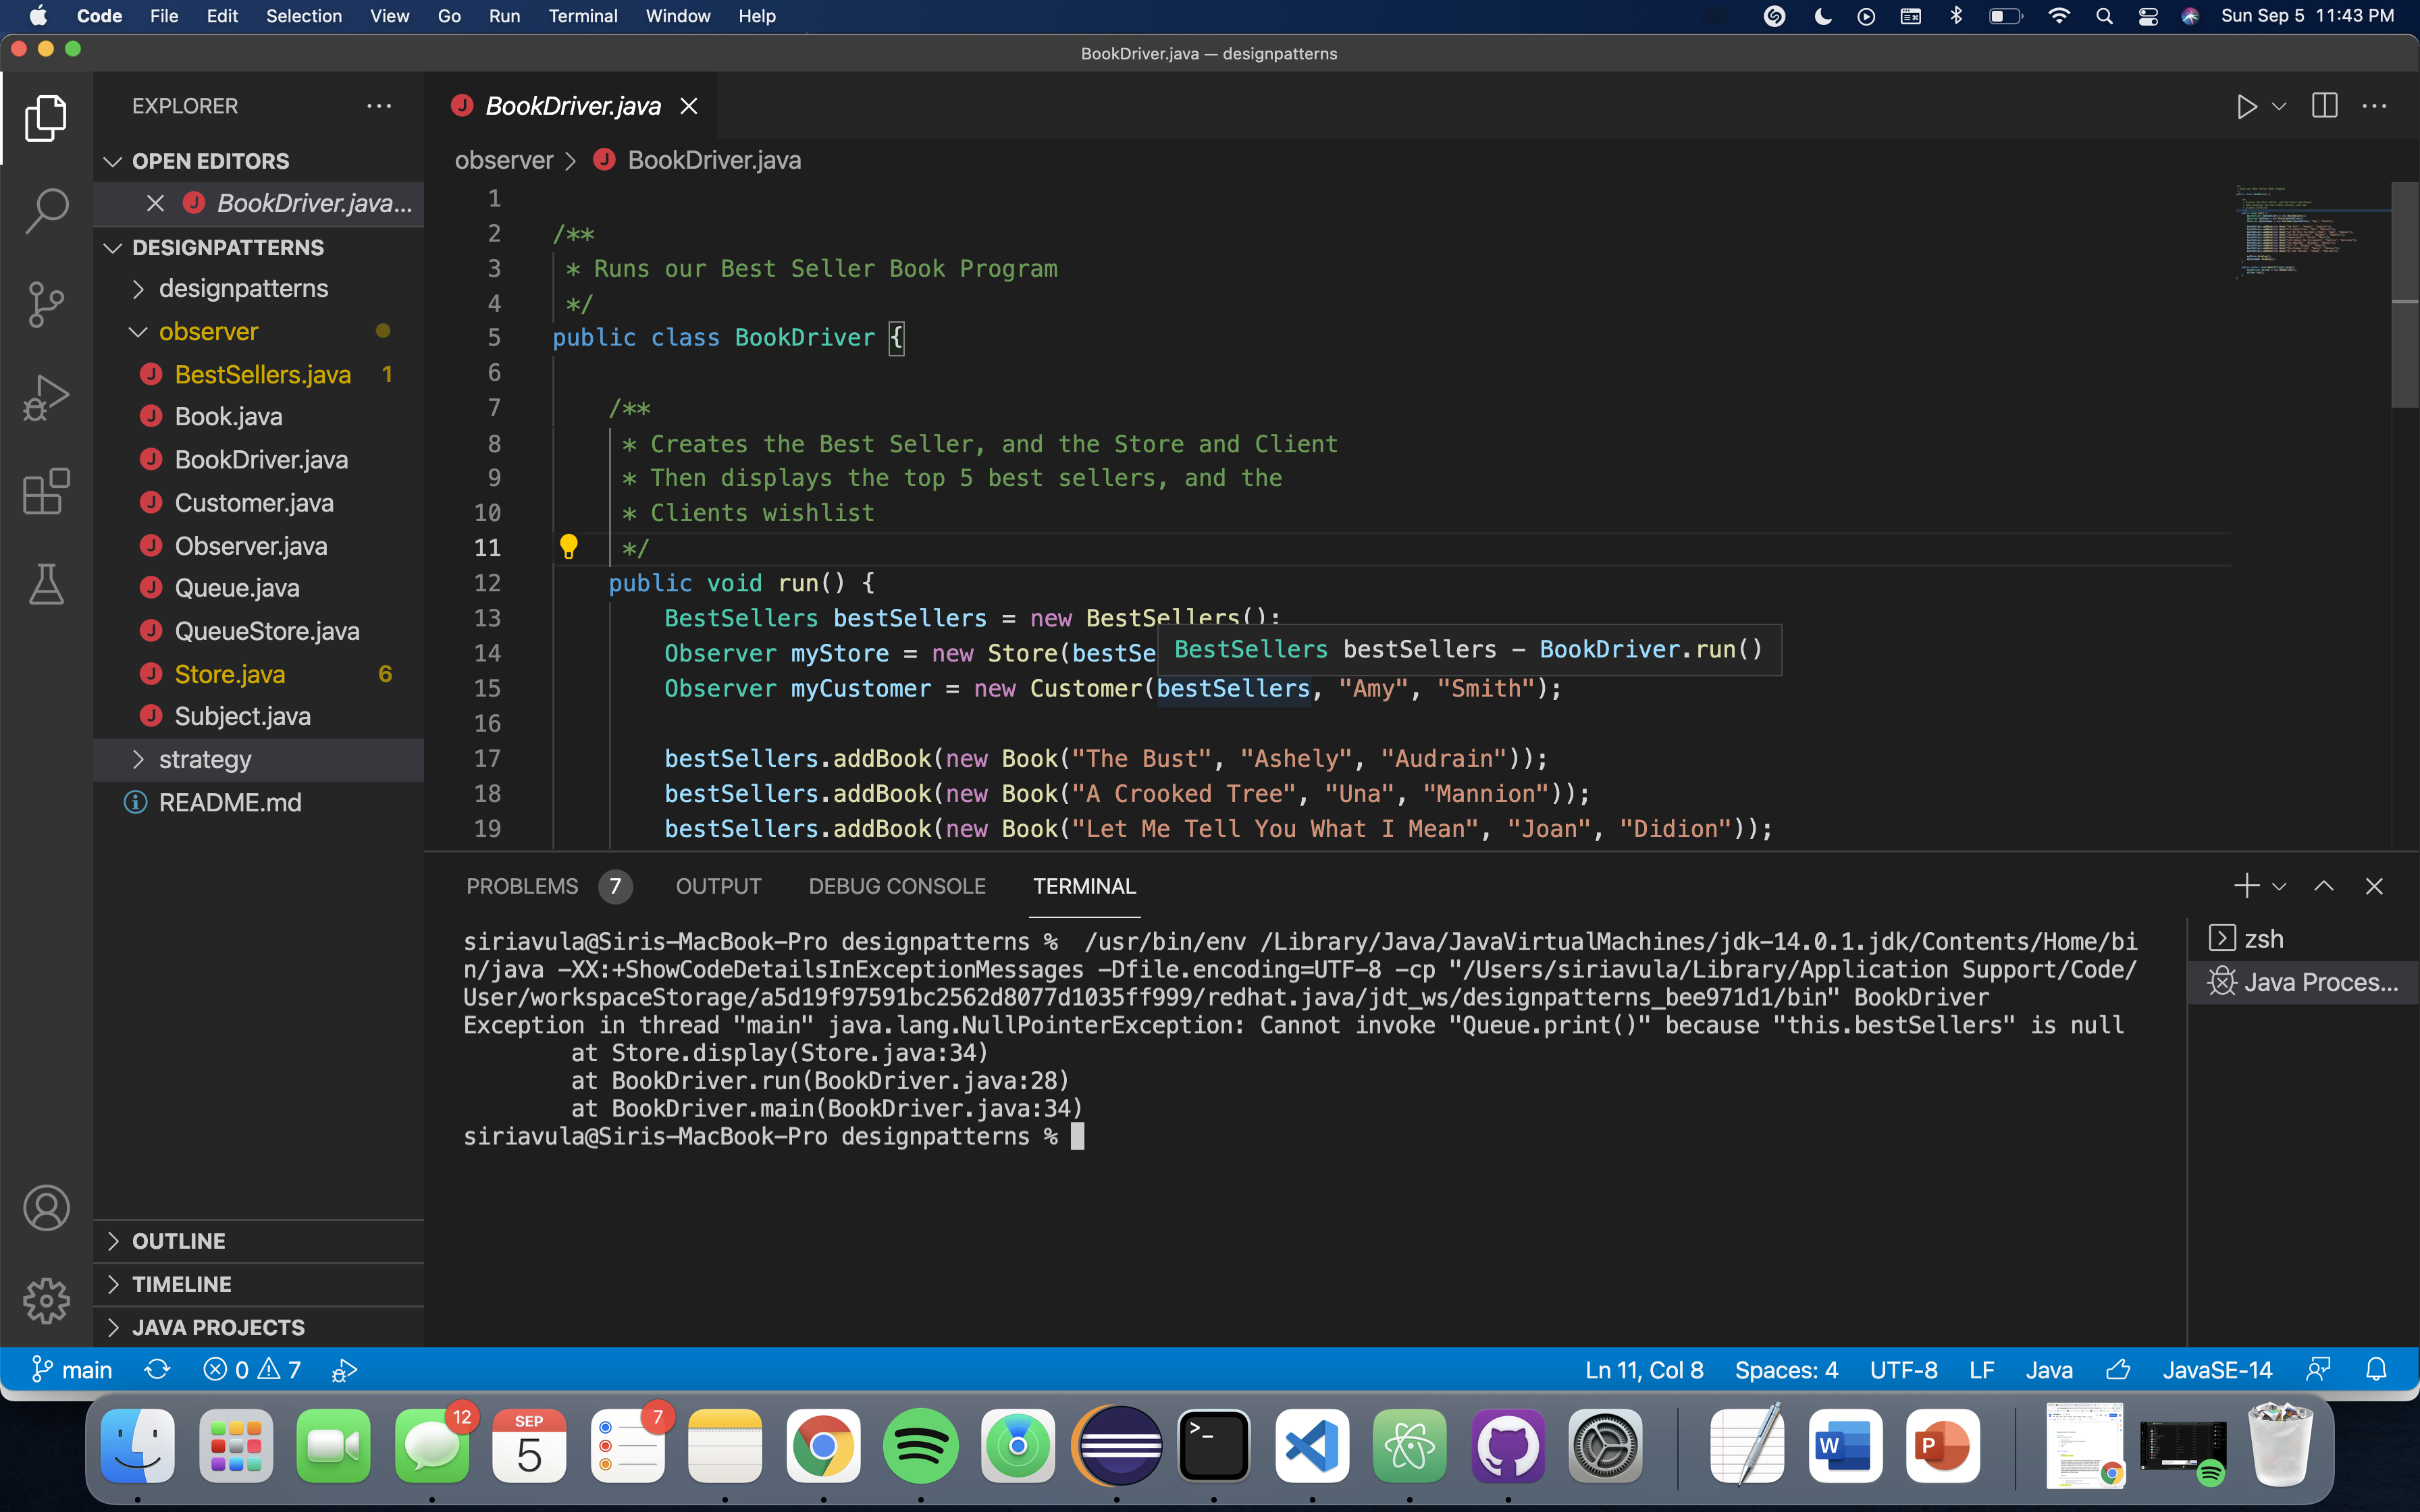 Code File Edit Selection View Go Run Terminal Window Help Sun Sep 5 11:43 PM
BookDriver.java — designpatterns
EXPLORER
OPEN EDITORS
BookDriver.java...
DESIGNPATTERNS
designpatterns
observer
BestSellers.java 1
Book.java
BookDriver.java
Customer.java
Observer.java
Queue.java
QueueStore.java
Store.java 6
Subject.java
strategy
README.md
OUTLINE
TIMELINE
JAVA PROJECTS
BookDriver.java
observer > BookDriver.java
1
2 /**
3 * Runs our Best Seller Book Program
4 */
5 public class BookDriver {
6
7 /**
8 * Creates the Best Seller, and the Store and Client
9 * Then displays the top 5 best sellers, and the
10 * Clients wishlist
11 */
12 public void run() {
13 BestSellers bestSellers = new BestSellers();
14 Observer myStore = new Store(bestSe
BestSellers bestSellers - BookDriver.run()
15 Observer myCustomer = new Customer(bestSellers, "Amy", "Smith");
16
17 bestSellers.addBook(new Book("The Bust", "Ashely", "Audrain"));
18 bestSellers.addBook(new Book("A Crooked Tree", "Una", "Mannion"));
19 bestSellers.addBook(new Book("Let Me Tell You What I Mean", "Joan", "Didion"));
PROBLEMS 7 OUTPUT DEBUG CONSOLE TERMINAL
siriavula@Siris-MacBook-Pro designpatterns % /usr/bin/env /Library/Java/JavaVirtualMachines/jdk-14.0.1.jdk/Contents/Home/bi
n/java -XX:+ShowCodeDetailsInExceptionMessages -Dfile.encoding=UTF-8 -cp "/Users/siriavula/Library/Application Support/Code/
User/workspaceStorage/a5d19f97591bc2562d8077d1035ff999/redhat.java/jdt_ws/designpatterns_bee971d1/bin" BookDriver
Exception in thread "main" java.lang.NullPointerException: Cannot invoke "Queue.print()" because "this.bestSellers" is null
at Store.display(Store.java:34)
at BookDriver.run(BookDriver.java:28)
at BookDriver.main(BookDriver.java:34)
siriavula@Siris-MacBook-Pro designpatterns %
zsh
Java Proces...
main 0 7 Ln 11, Col 8 Spaces: 4 UTF-8 LF Java JavaSE-14
12
SEP
5
7
W
P